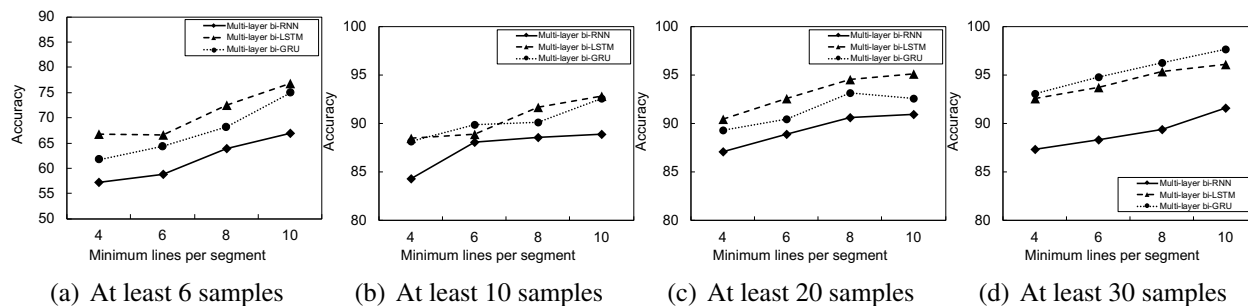 90
85
80
75
70
65
60
55
50
Accuracy
4 6 8 10
Minimum lines per segment
Multi-layer bi-RNN
Multi-layer bi-LSTM
Multi-layer bi-GRU
(a) At least 6 samples
100
95
90
85
80
Accuracy
4 6 8 10
Minimum lines per segment
Multi-layer bi-RNN
Multi-layer bi-LSTM
Multi-layer bi-GRU
(b) At least 10 samples
100
95
90
85
80
Accuracy
4 6 8 10
Minimum lines per segment
Multi-layer bi-RNN
Multi-layer bi-LSTM
Multi-layer bi-GRU
(c) At least 20 samples
100
95
90
85
80
Accuracy
4 6 8 10
Minimum lines per segment
Multi-layer bi-RNN
Multi-layer bi-LSTM
Multi-layer bi-GRU
(d) At least 30 samples